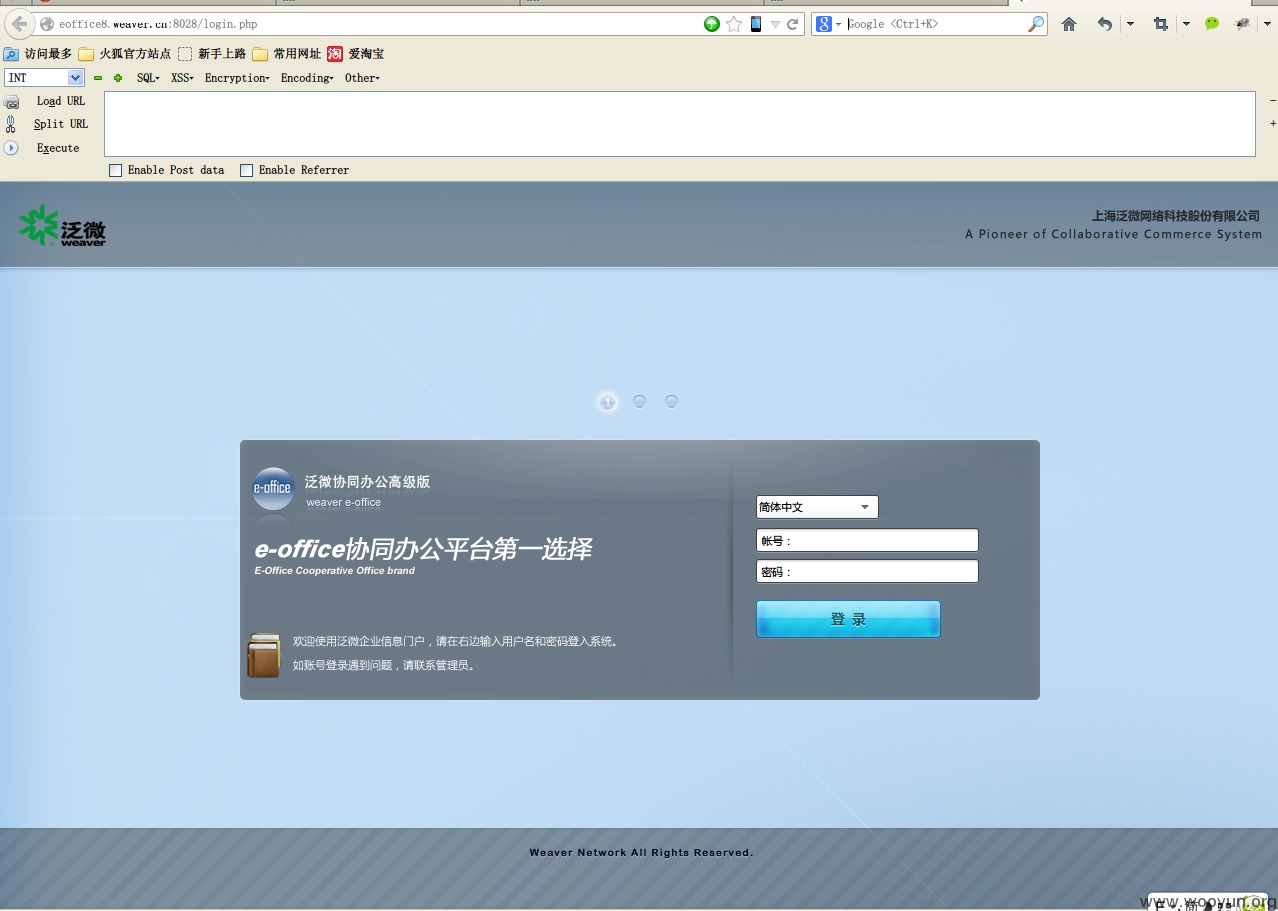 eoffice8.weaver.cn:8028/login.php
Google <Ctrl+K>
访问最多 火狐官方站点 新手上路 常用网址 淘 爱淘宝
INT SQL XSS Encryption Encoding Other
Load URL
Split URL
Execute
Enable Post data Enable Referrer
泛微
weaver
上海泛微网络科技股份有限公司
A Pioneer of Collaborative Commerce System
1
e-office
泛微协同办公高级版
weaver e-office
e-office协同办公平台第一选择
E-Office Cooperative Office brand
欢迎使用泛微企业信息门户，请在右边输入用户名和密码登入系统。
如账号登录遇到问题，请联系管理员。
简体中文
帐号：
密码：
登 录
Weaver Network All Rights Reserved.
www.wooyun.org